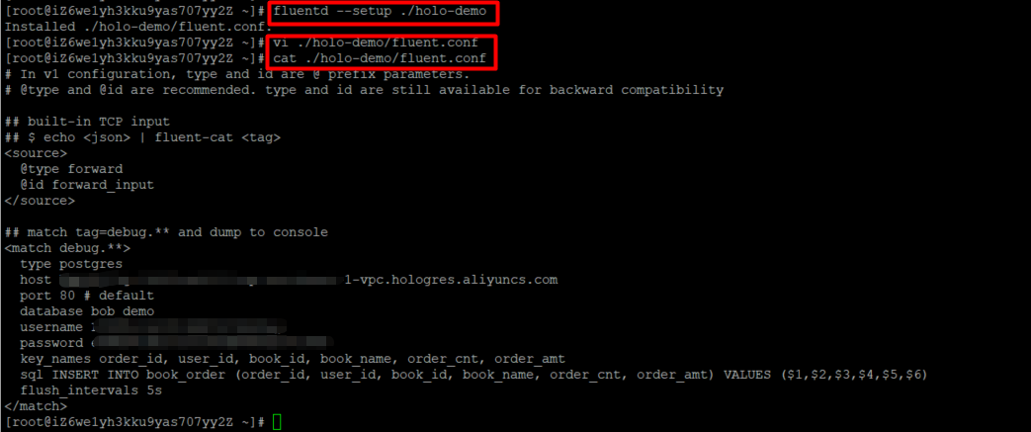 [root@iZ6we1yh3kku9yas707yy2Z ~]# fluentd --setup ./holo-demo
Installed ./holo-demo/fluent.conf.
[root@iZ6we1yh3kku9yas707yy2Z ~]# vi ./holo-demo/fluent.conf
[root@iZ6we1yh3kku9yas707yy2Z ~]# cat ./holo-demo/fluent.conf
# In v1 configuration, type and id are @ prefix parameters.
# @type and @id are recommended. type and id are still available for backward compatibility
## built-in TCP input
## $ echo <json> | fluent-cat <tag>
<source>
@type forward
@id forward_input
</source>
## match tag=debug.** and dump to console
<match debug.**>
type postgres
host 1-vpc.hologres.aliyuncs.com
port 80 # default
database bob demo
username
password
key_names order_id, user_id, book_id, book_name, order_cnt, order_amt
sql INSERT INTO book_order (order_id, user_id, book_id, book_name, order_cnt, order_amt) VALUES ($1,$2,$3,$4,$5,$6)
flush_intervals 5s
</match>
[root@iZ6we1yh3kku9yas707yy2Z ~]#